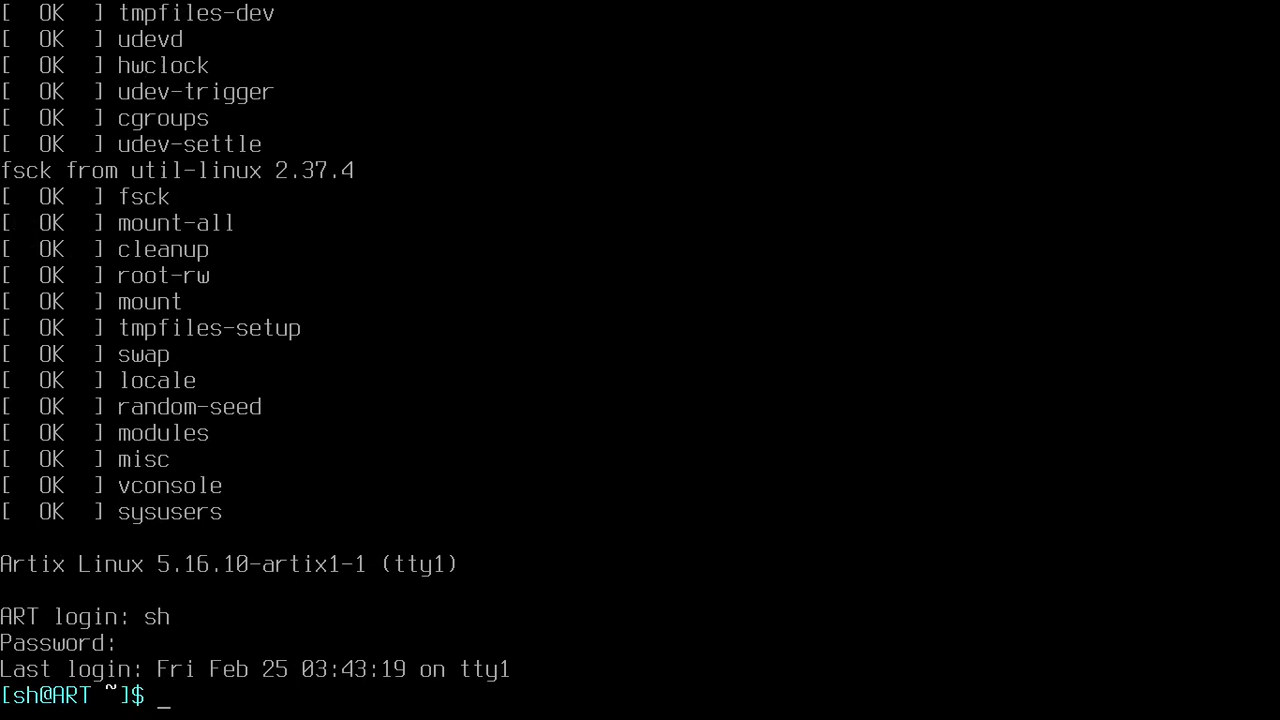 [  OK  ] tmpfiles-dev
[  OK  ] udevd
[  OK  ] hwclock
[  OK  ] udev-trigger
[  OK  ] cgroups
[  OK  ] udev-settle
fsck from util-linux 2.37.4
[  OK  ] fsck
[  OK  ] mount-all
[  OK  ] cleanup
[  OK  ] root-rw
[  OK  ] mount
[  OK  ] tmpfiles-setup
[  OK  ] swap
[  OK  ] locale
[  OK  ] random-seed
[  OK  ] modules
[  OK  ] misc
[  OK  ] vconsole
[  OK  ] sysusers
Artix Linux 5.16.10-artix1-1 (tty1)
ART login: sh
Password:
Last login: Fri Feb 25 03:43:19 on tty1
[sh@ART ~]$ _